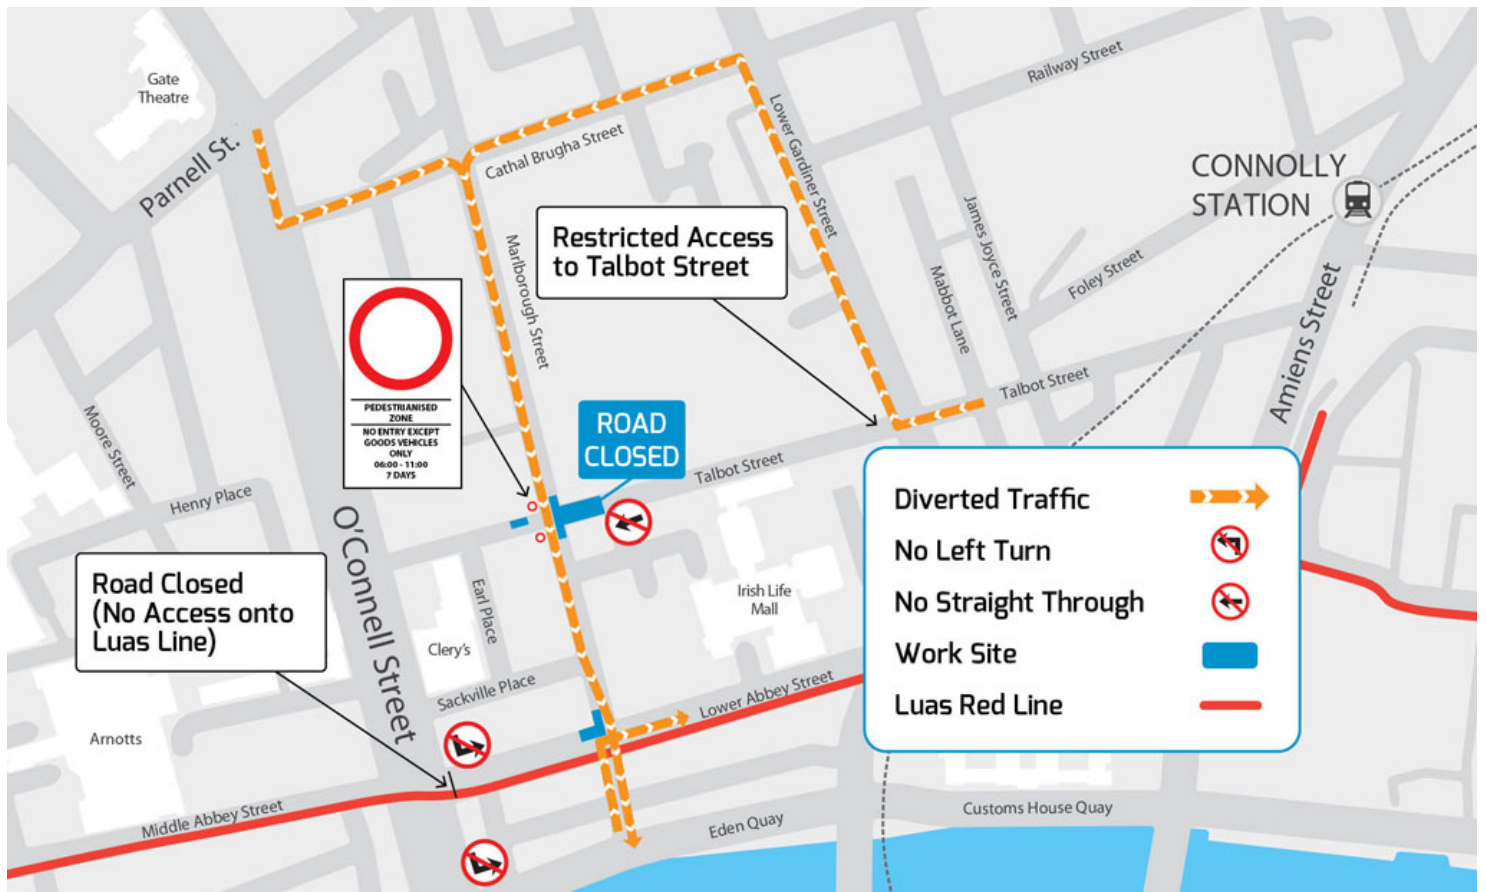 Gate
Theatre
Parnell St.
Cathal Brugha Street
Lower Gardiner Street
Railway Street
CONNOLLY
STATION
Marlborough Street
Restricted Access
to Talbot Street
James Joyce Street
Mabbot Lane
Foley Street
Amiens Street
Talbot Street
PEDESTRIANISED
ZONE
NO ENTRY EXCEPT
GOODS VEHICLES
ONLY
06:00 - 11:00
7 DAYS
ROAD
CLOSED
Talbot Street
Moore Street
Henry Place
O'Connell Street
Road Closed
(No Access onto
Luas Line)
Earl Place
Clery's
Irish Life
Mall
Sackville Place
Lower Abbey Street
Arnotts
Middle Abbey Street
Eden Quay
Customs House Quay
Diverted Traffic
No Left Turn
No Straight Through
Work Site
Luas Red Line